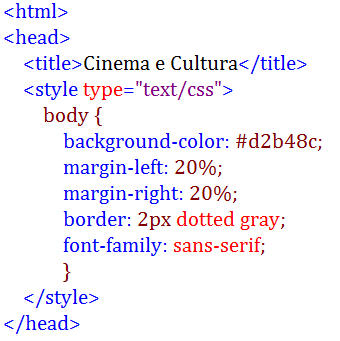 <html>
<head>
<title>Cinema e Cultura</title>
<style type="text/css">
body {
background-color: #d2b48c;
margin-left: 20%;
margin-right: 20%;
border: 2px dotted gray;
font-family: sans-serif;
}
</style>
</head>